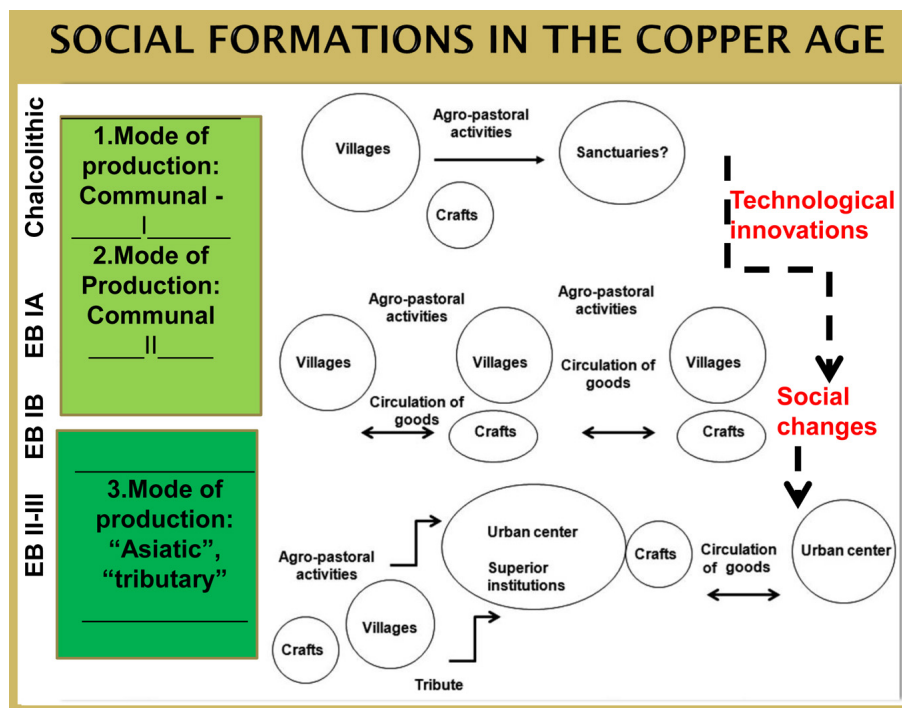 SOCIAL FORMATIONS IN THE COPPER AGE
Chalcolithic
EB IA
EB IB
EB II-III
1.Mode of
production:
Communal -
______I________
2.Mode of
Production:
Communal
_____II_____
3.Mode of
production:
“Asiatic”,
“tributary”
Villages
Agro-pastoral
activities
Crafts
Sanctuaries?
Technological
innovations
Agro-pastoral
activities
Agro-pastoral
activities
Villages
Villages
Villages
Circulation of
goods
Circulation of
goods
Crafts
Crafts
Social
changes
Agro-pastoral
activities
Urban center
Superior
institutions
Crafts
Circulation
of goods
Urban center
Crafts
Villages
Tribute